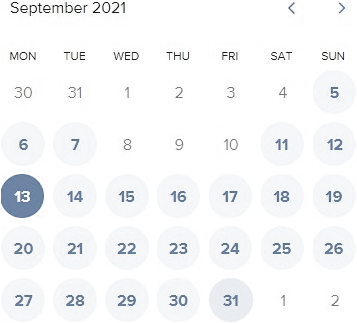 September 2021
MON TUE WED THU FRI SAT SUN
30 31 1 2 3 4 5
6 7 8 9 10 11 12
13 14 15 16 17 18 19
20 21 22 23 24 25 26
27 28 29 30 31 1 2